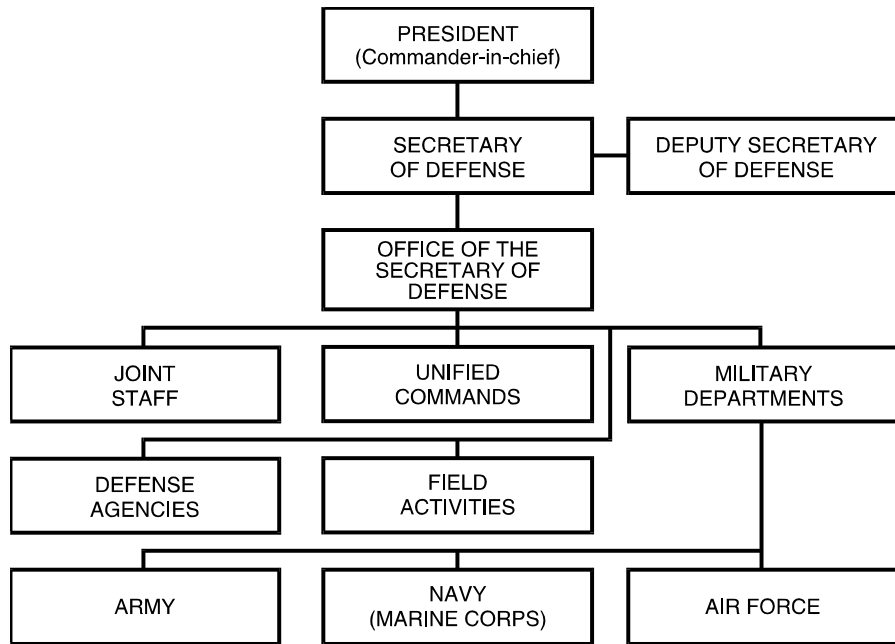 PRESIDENT
(Commander-in-chief)
SECRETARY
OF DEFENSE
DEPUTY SECRETARY
OF DEFENSE
OFFICE OF THE
SECRETARY OF
DEFENSE
JOINT
STAFF
UNIFIED
COMMANDS
MILITARY
DEPARTMENTS
DEFENSE
AGENCIES
FIELD
ACTIVITIES
ARMY
NAVY
(MARINE CORPS)
AIR FORCE